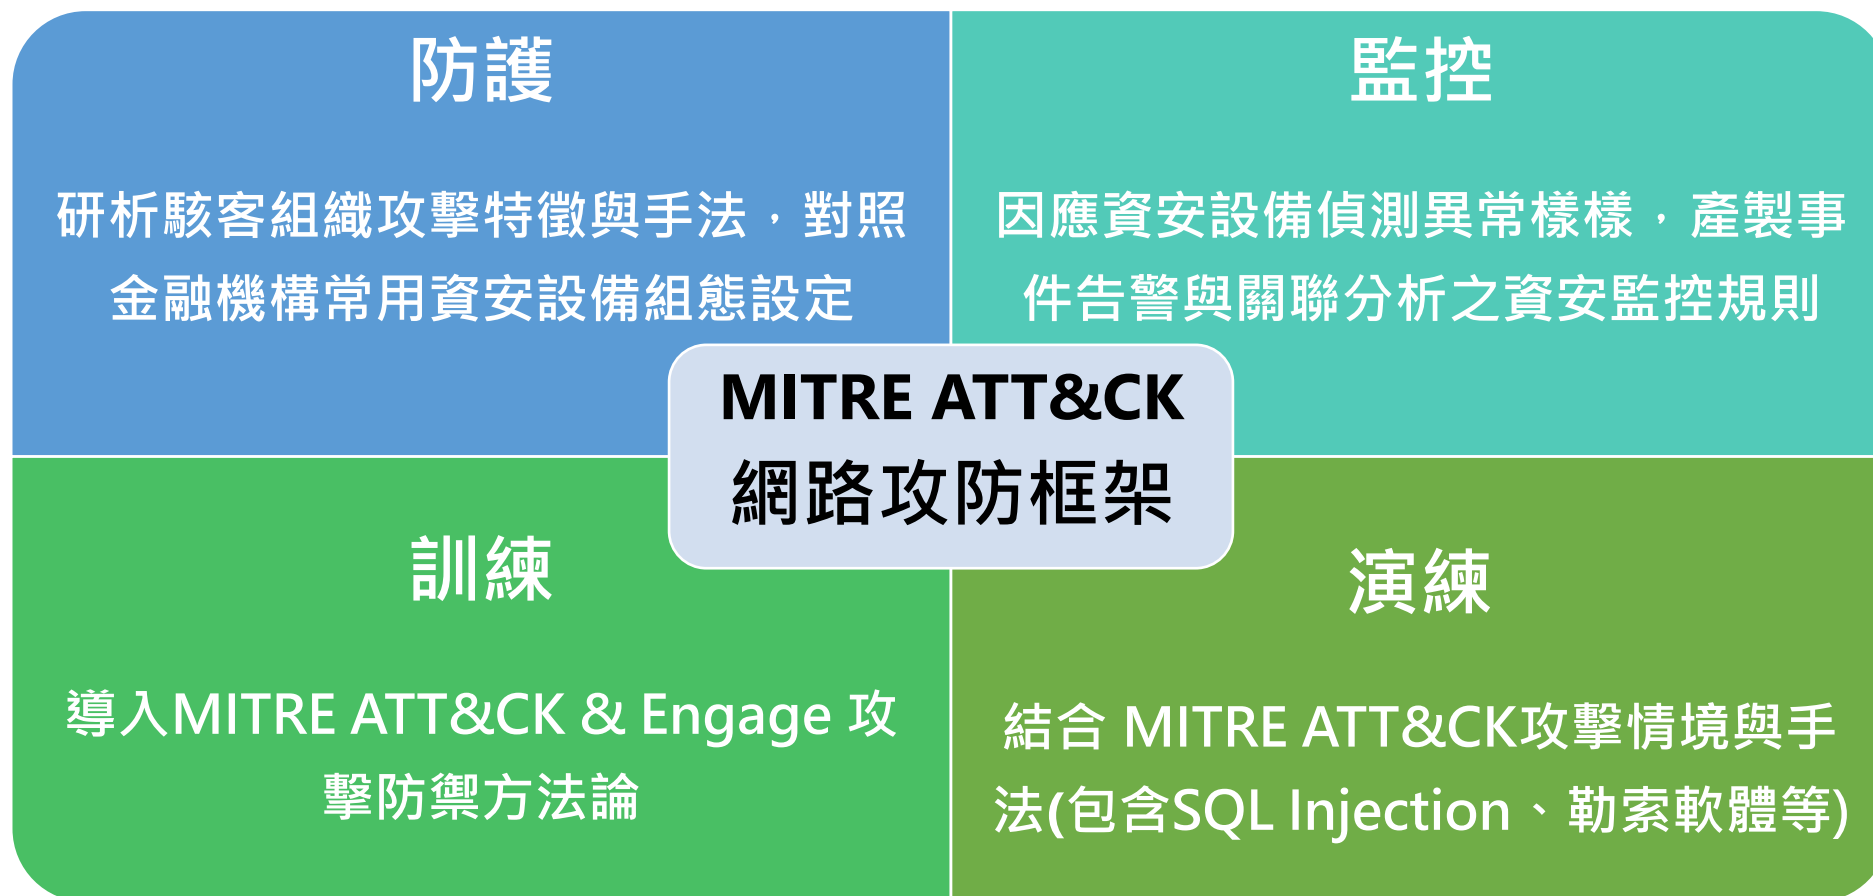 防護
研析駭客組織攻擊特徵與手法，對照
金融機構常用資安設備組態設定
監控
因應資安設備偵測異常樣樣，產製事
件告警與關聯分析之資安監控規則
MITRE ATT&CK
網路攻防框架
訓練
導入MITRE ATT&CK & Engage 攻
擊防禦方法論
演練
結合 MITRE ATT&CK攻擊情境與手
法(包含SQL Injection、勒索軟體等)